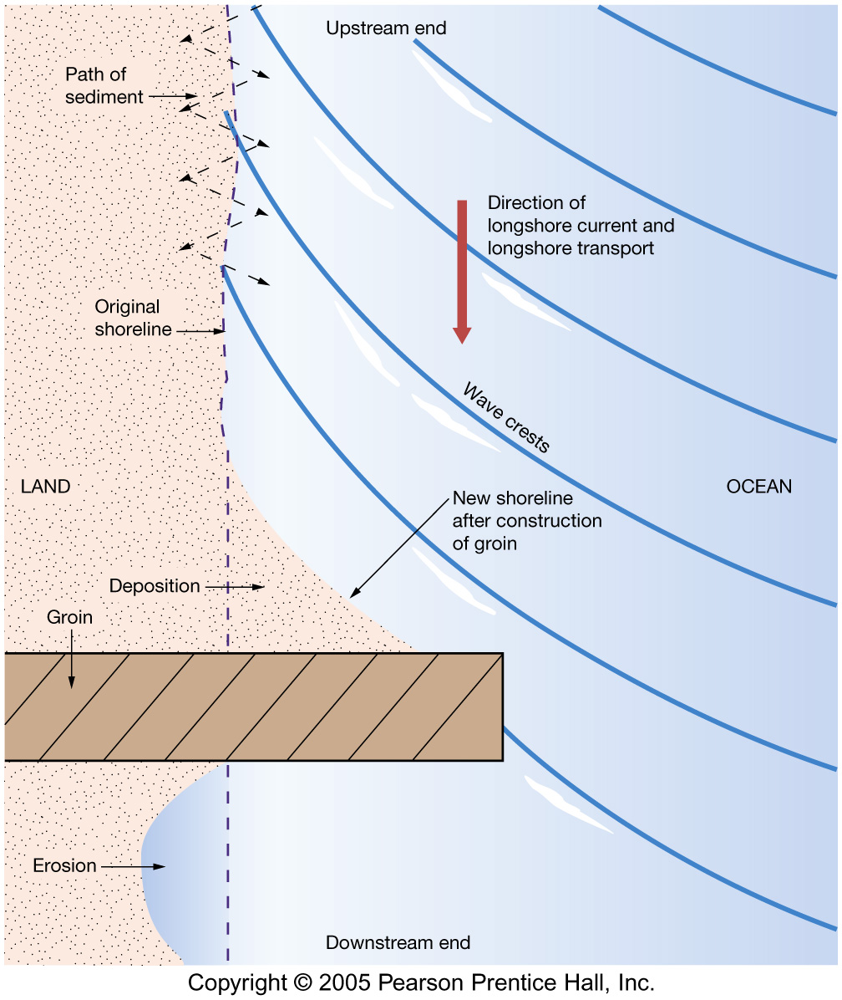 Upstream end
Path of
sediment
Direction of
longshore current and
longshore transport
Original
shoreline
Wave crests
LAND
OCEAN
New shoreline
after construction
of groin
Deposition
Groin
Erosion
Downstream end
Copyright © 2005 Pearson Prentice Hall, Inc.